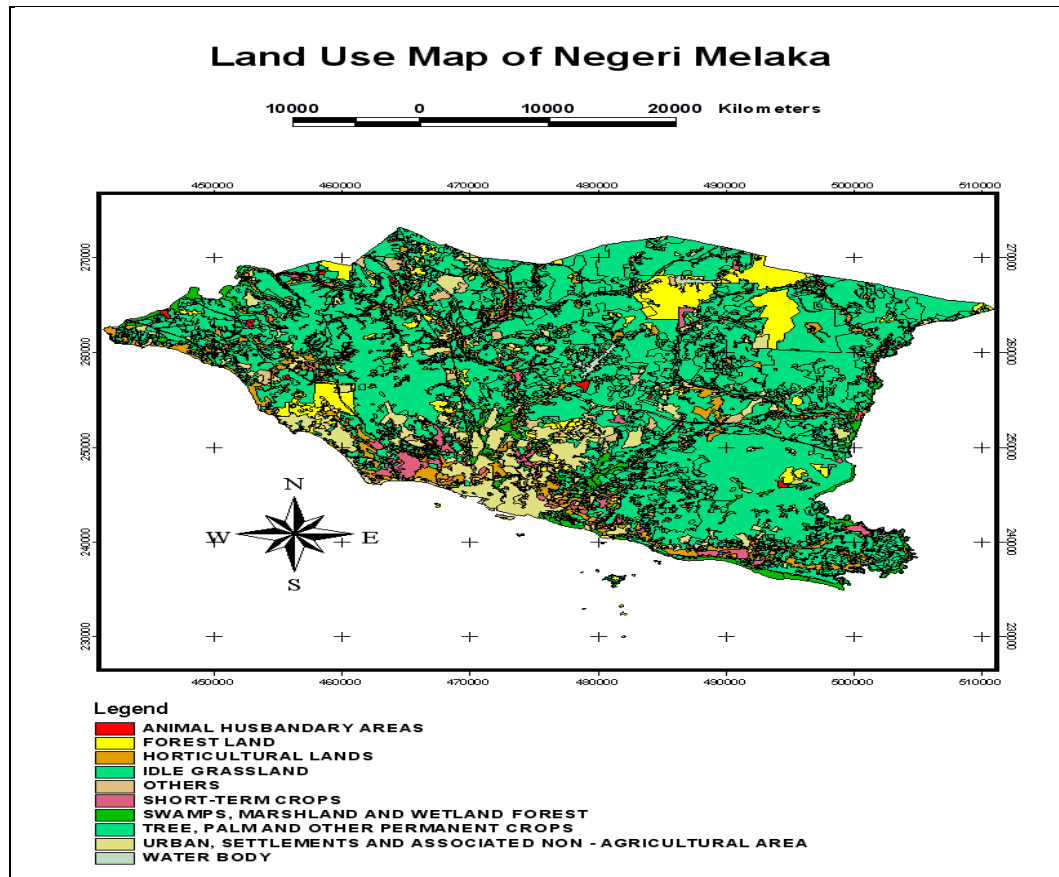 Land Use Map of Negeri Melaka
10000 0 10000 20000 Kilometers
450000 460000 470000 480000 490000 500000 510000
270000 270000
260000 260000
250000 250000
240000 240000
230000 230000
N
W E
S
450000 460000 470000 480000 490000 500000 510000
Legend
ANIMAL HUSBANDARY AREAS
FOREST LAND
HORTICULTURAL LANDS
IDLE GRASSLAND
OTHERS
SHORT-TERM CROPS
SWAMPS, MARSHLAND AND WETLAND FOREST
TREE, PALM AND OTHER PERMANENT CROPS
URBAN, SETTLEMENTS AND ASSOCIATED NON - AGRICULTURAL AREA
WATER BODY